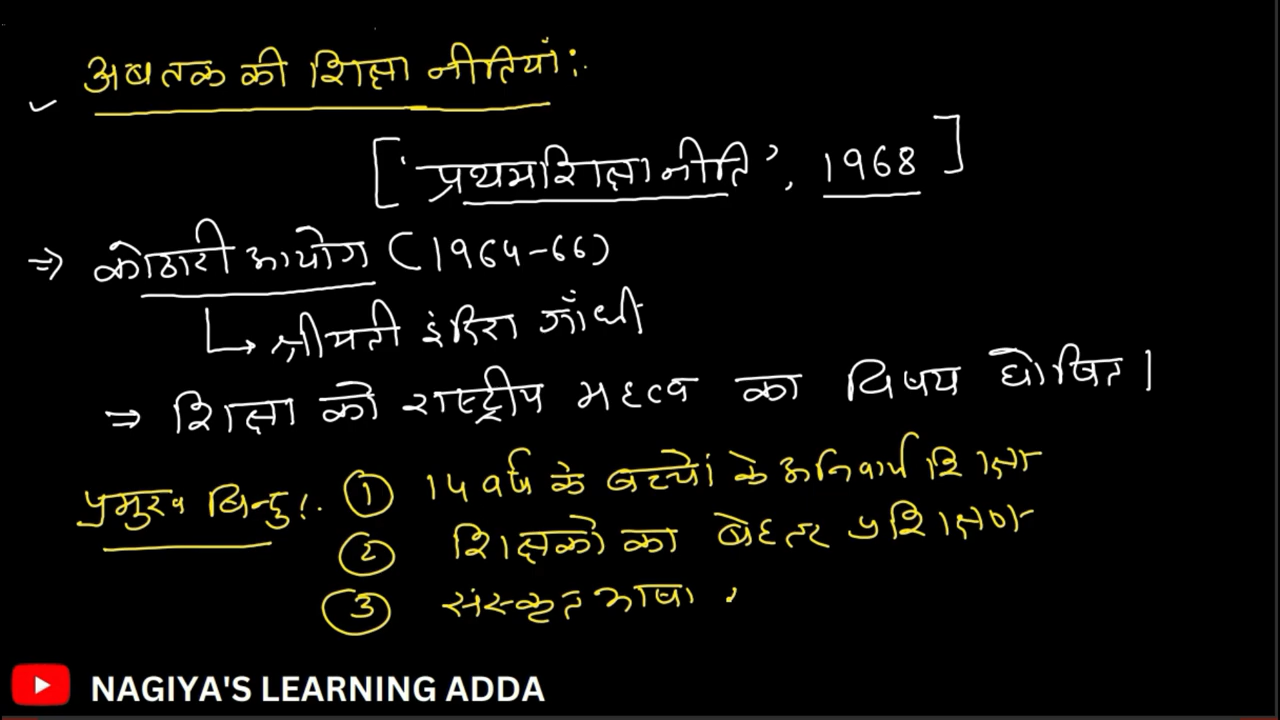 अबतक की शिक्षा नीतियां :
['प्रथम शिक्षा नीति', 1968]
⇒ कोठारी आयोग (1964-66)
↳ श्रीमती इंदिरा गाँधी
⇒ शिक्षा को राष्ट्रीय महत्व का विषय घोषित।
प्रमुख बिन्दु :. ① 14 वर्ष के बच्चों के अनिवार्य शिक्षा
② शिक्षकों का बेहतर प्रशिक्षण
③ संस्कृत भाषा .
NAGIYA'S LEARNING ADDA